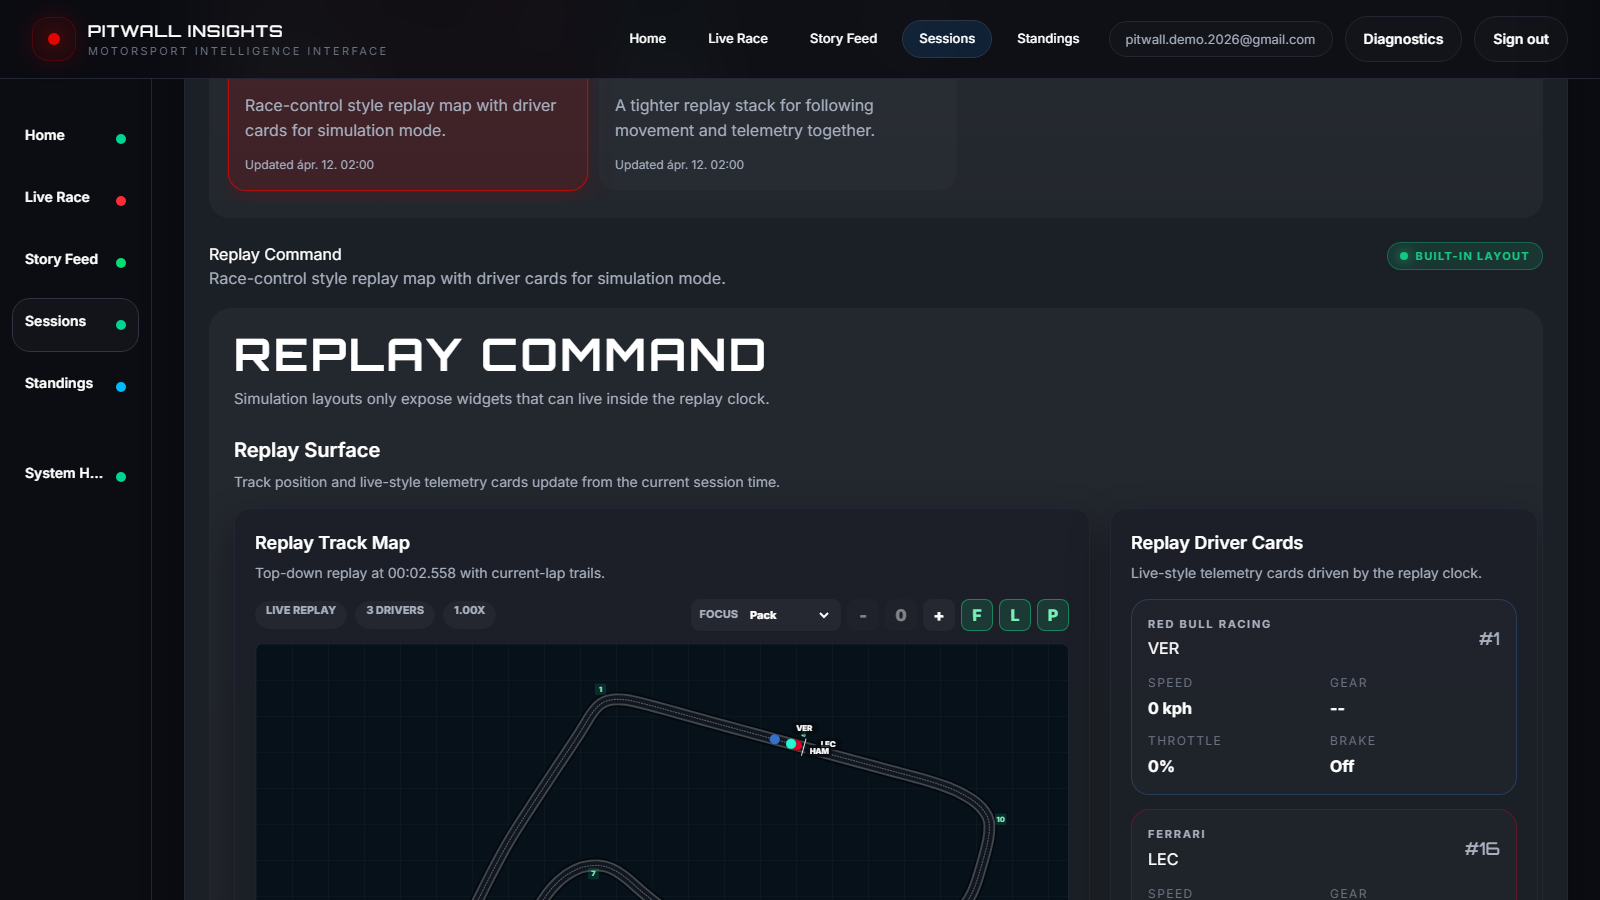 PITWALL INSIGHTS
MOTORSPORT INTELLIGENCE INTERFACE
Home
Live Race
Story Feed
Sessions
Standings
pitwall.demo.2026@gmail.com
Diagnostics
Sign out
Home
Live Race
Story Feed
Sessions
Standings
System H...
Race-control style replay map with driver
cards for simulation mode.
Updated ápr. 12. 02:00
A tighter replay stack for following
movement and telemetry together.
Updated ápr. 12. 02:00
Replay Command
Race-control style replay map with driver cards for simulation mode.
BUILT-IN LAYOUT
REPLAY COMMAND
Simulation layouts only expose widgets that can live inside the replay clock.
Replay Surface
Track position and live-style telemetry cards update from the current session time.
Replay Track Map
Top-down replay at 00:02.558 with current-lap trails.
LIVE REPLAY
3 DRIVERS
1.00X
FOCUS Pack
- 0 + F L P
1
VER
LEC
HAM
10
7
Replay Driver Cards
Live-style telemetry cards driven by the replay clock.
RED BULL RACING
VER
#1
SPEED GEAR
0 kph --
THROTTLE BRAKE
0% Off
FERRARI
LEC
#16
SPEED GEAR